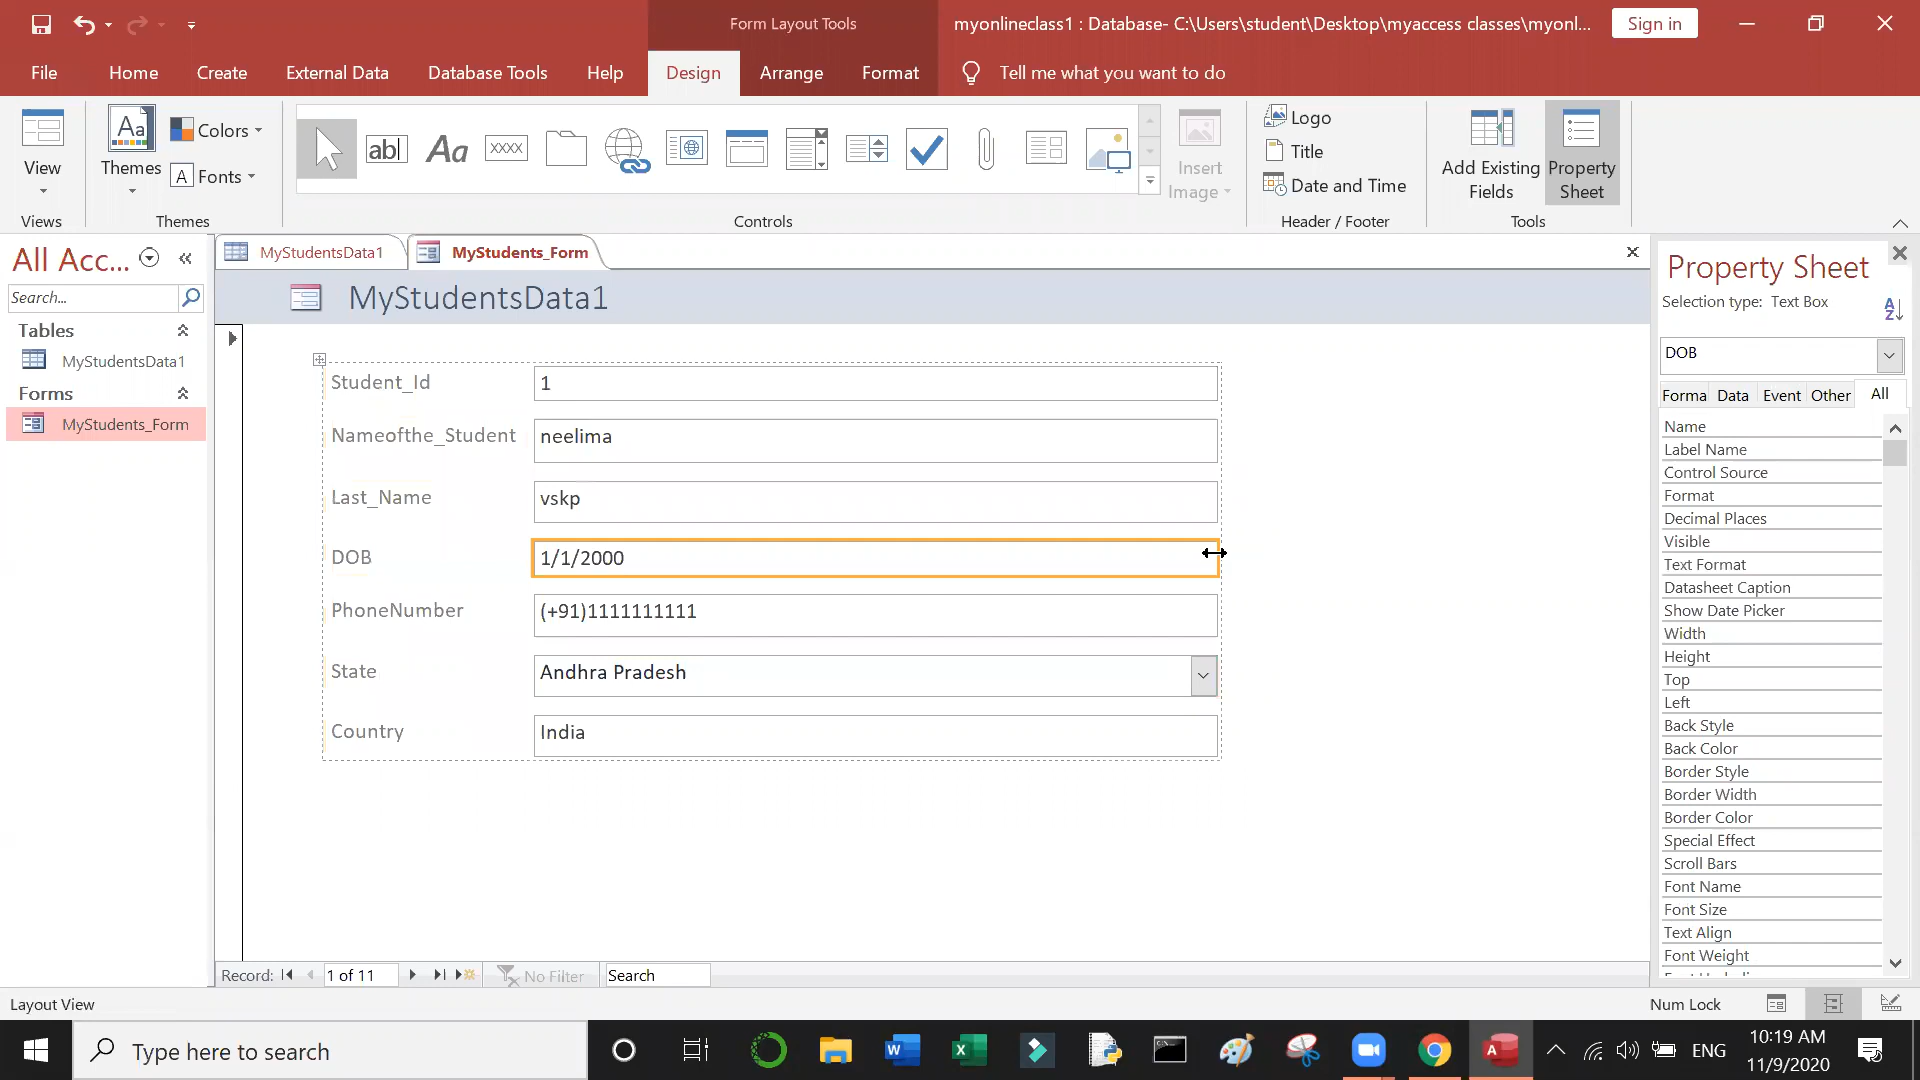 Form Layout Tools
myonlineclass1 : Database- C:\Users\student\Desktop\myaccess classes\myonl...
Sign in
File
Home
Create
External Data
Database Tools
Help
Design
Arrange
Format
Tell me what you want to do
View
Themes
Aa
Colors
A Fonts
ab|
Aa
XXXX
Insert
Image
Logo
Title
Date and Time
Add Existing
Fields
Property
Sheet
Views
Themes
Controls
Header / Footer
Tools
All Acc...
Search...
Tables
MyStudentsData1
Forms
MyStudents_Form
MyStudentsData1
MyStudents_Form
MyStudentsData1
Student_Id 1
Nameofthe_Student neelima
Last_Name vskp
DOB 1/1/2000
PhoneNumber (+91)1111111111
State Andhra Pradesh
Country India
Record: 1 of 11 No Filter Search
Property Sheet
Selection type: Text Box
A
Z
DOB
Forma Data Event Other All
Name
Label Name
Control Source
Format
Decimal Places
Visible
Text Format
Datasheet Caption
Show Date Picker
Width
Height
Top
Left
Back Style
Back Color
Border Style
Border Width
Border Color
Special Effect
Scroll Bars
Font Name
Font Size
Text Align
Font Weight
Layout View
Num Lock
Type here to search
W
X
A
ENG
10:19 AM
11/9/2020